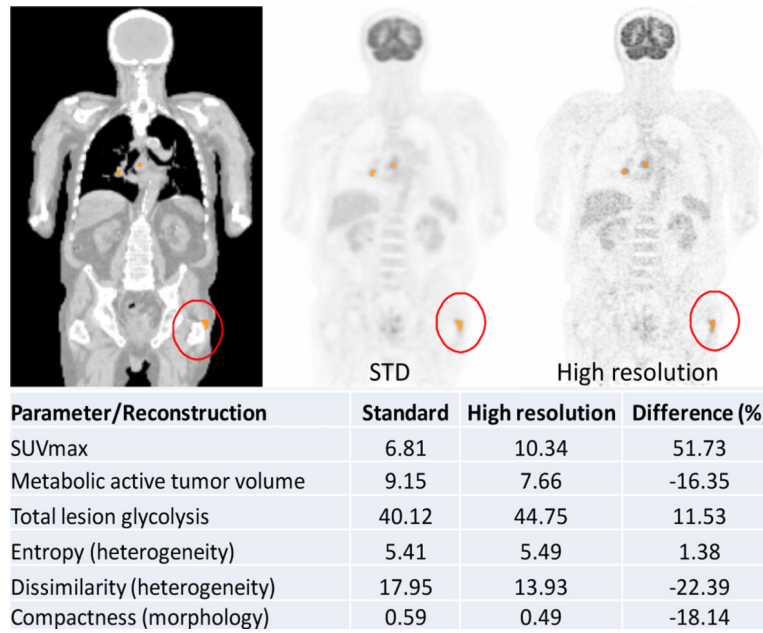 STD High resolution
Parameter/Reconstruction Standard High resolution Difference (%
SUVmax 6.81 10.34 51.73
Metabolic active tumor volume 9.15 7.66 -16.35
Total lesion glycolysis 40.12 44.75 11.53
Entropy (heterogeneity) 5.41 5.49 1.38
Dissimilarity (heterogeneity) 17.95 13.93 -22.39
Compactness (morphology) 0.59 0.49 -18.14